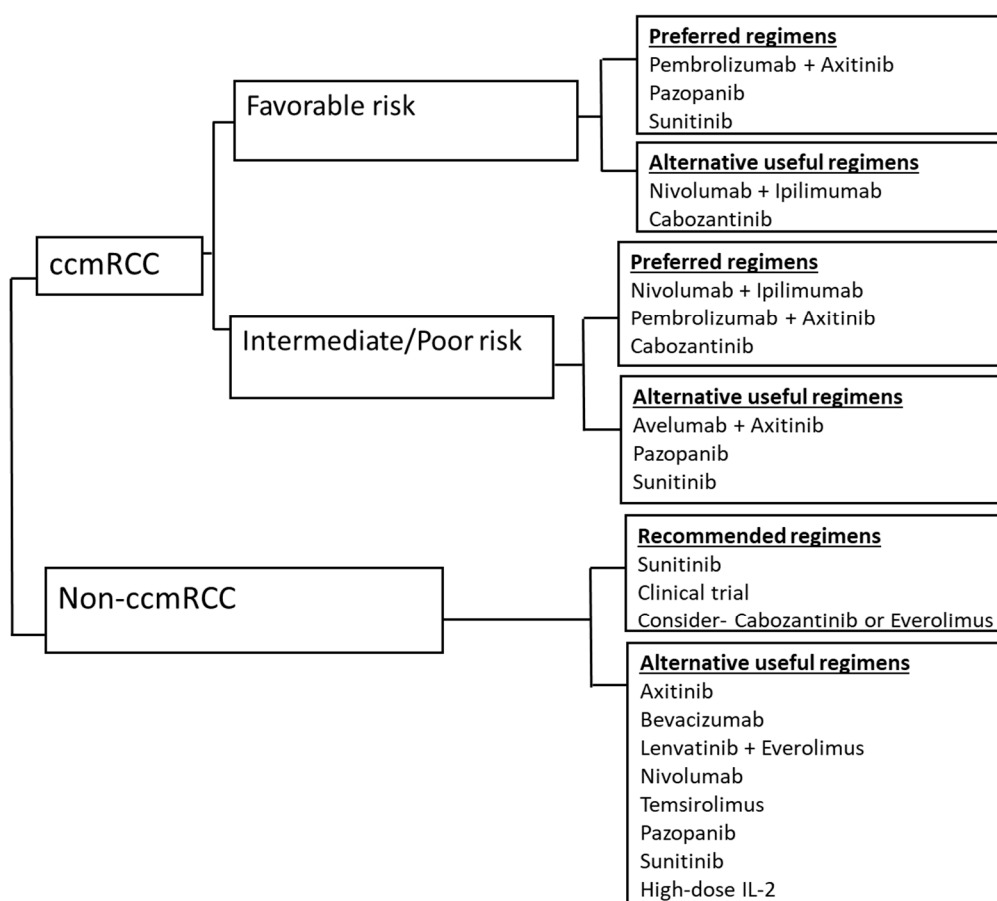 ccmRCC
Favorable risk
Preferred regimens
Pembrolizumab + Axitinib
Pazopanib
Sunitinib
Alternative useful regimens
Nivolumab + Ipilimumab
Cabozantinib
Intermediate/Poor risk
Preferred regimens
Nivolumab + Ipilimumab
Pembrolizumab + Axitinib
Cabozantinib
Alternative useful regimens
Avelumab + Axitinib
Pazopanib
Sunitinib
Non-ccmRCC
Recommended regimens
Sunitinib
Clinical trial
Consider- Cabozantinib or Everolimus
Alternative useful regimens
Axitinib
Bevacizumab
Lenvatinib + Everolimus
Nivolumab
Temsirolimus
Pazopanib
Sunitinib
High-dose IL-2